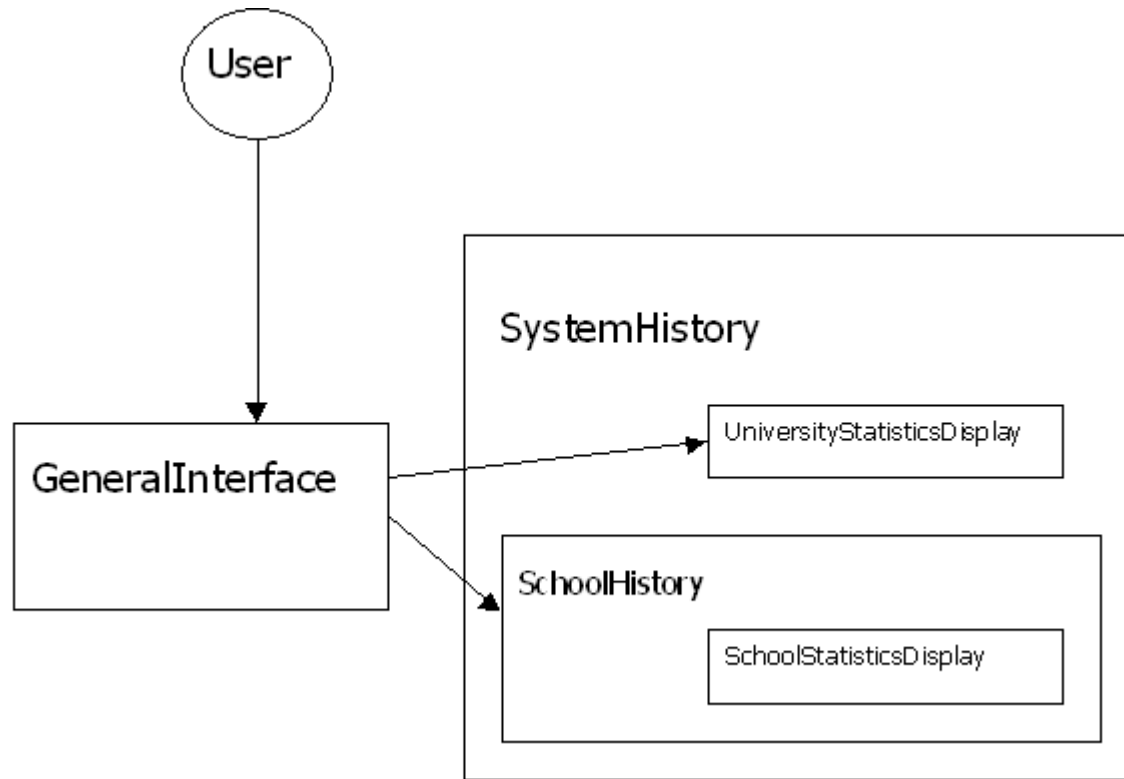 User
SystemHistory
UniversityStatisticsDisplay
GeneralInterface
SchoolHistory
SchoolStatisticsDisplay